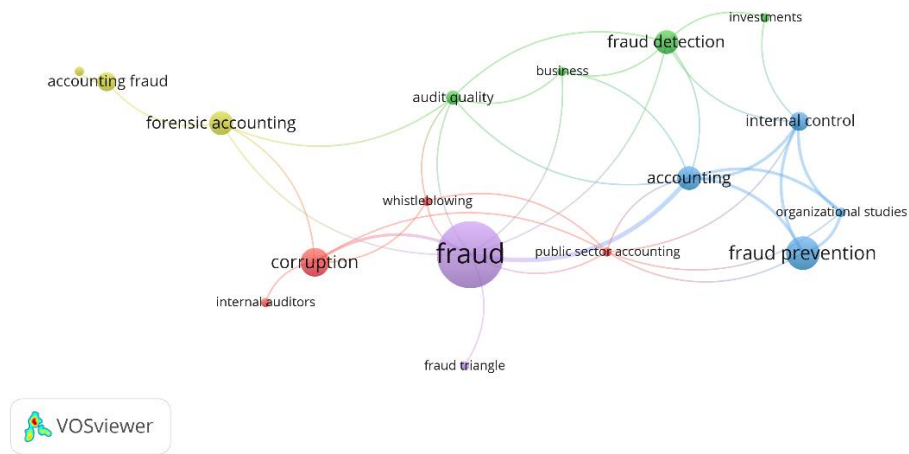 investments
fraud detection
business
accounting fraud
audit quality
forensic accounting
internal control
accounting
whistleblowing
organizational studies
fraud
public sector accounting
fraud prevention
corruption
internal auditors
fraud triangle
VOSviewer